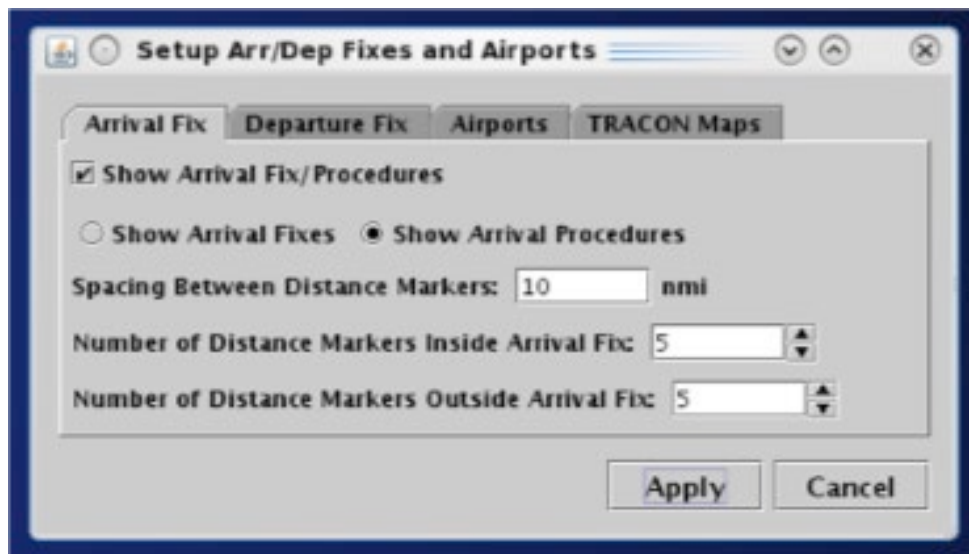 Setup Arr/Dep Fixes and Airports
Arrival Fix Departure Fix Airports TRACON Maps
Show Arrival Fix/Procedures
Show Arrival Fixes Show Arrival Procedures
Spacing Between Distance Markers: 10 nmi
Number of Distance Markers Inside Arrival Fix: 5
Number of Distance Markers Outside Arrival Fix: 5
Apply Cancel